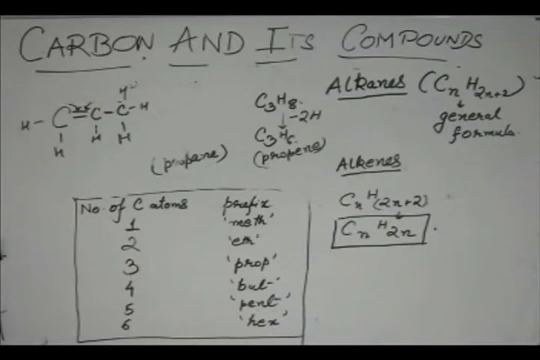 CARBON AND ITS COMPOUNDS
H
H - C = C - C - H
H H H
(propane)
C3H8
-2H
C3H6
(propene)
Alkanes (CnH2n+2)
general
formula
Alkenes
CnH(2n+2)
CnH2n
No. of C atoms prefix
1 'meth'
2 'eth'
3 'prop'
4 'but'
5 'pent'
6 'hex'